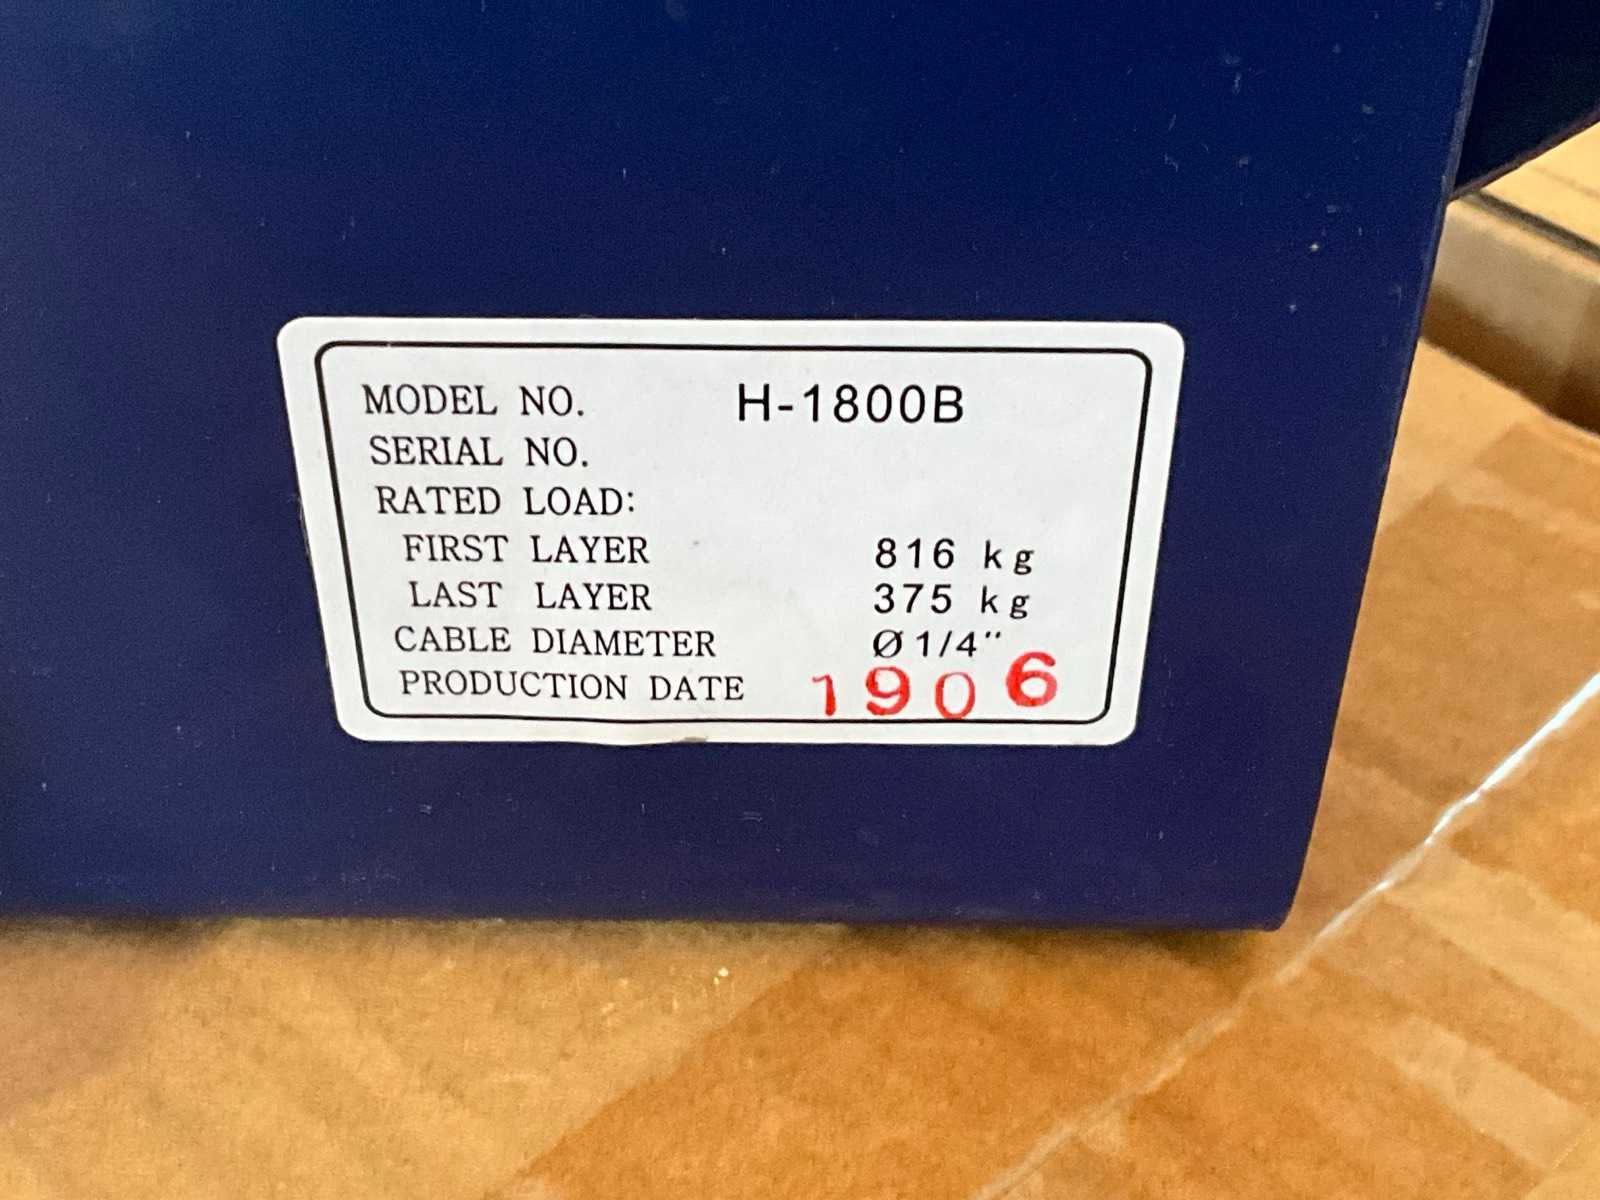 MODEL NO. H-1800B
SERIAL NO.
RATED LOAD:
FIRST LAYER 816 kg
LAST LAYER 375 kg
CABLE DIAMETER Ø 1/4"
PRODUCTION DATE 1906